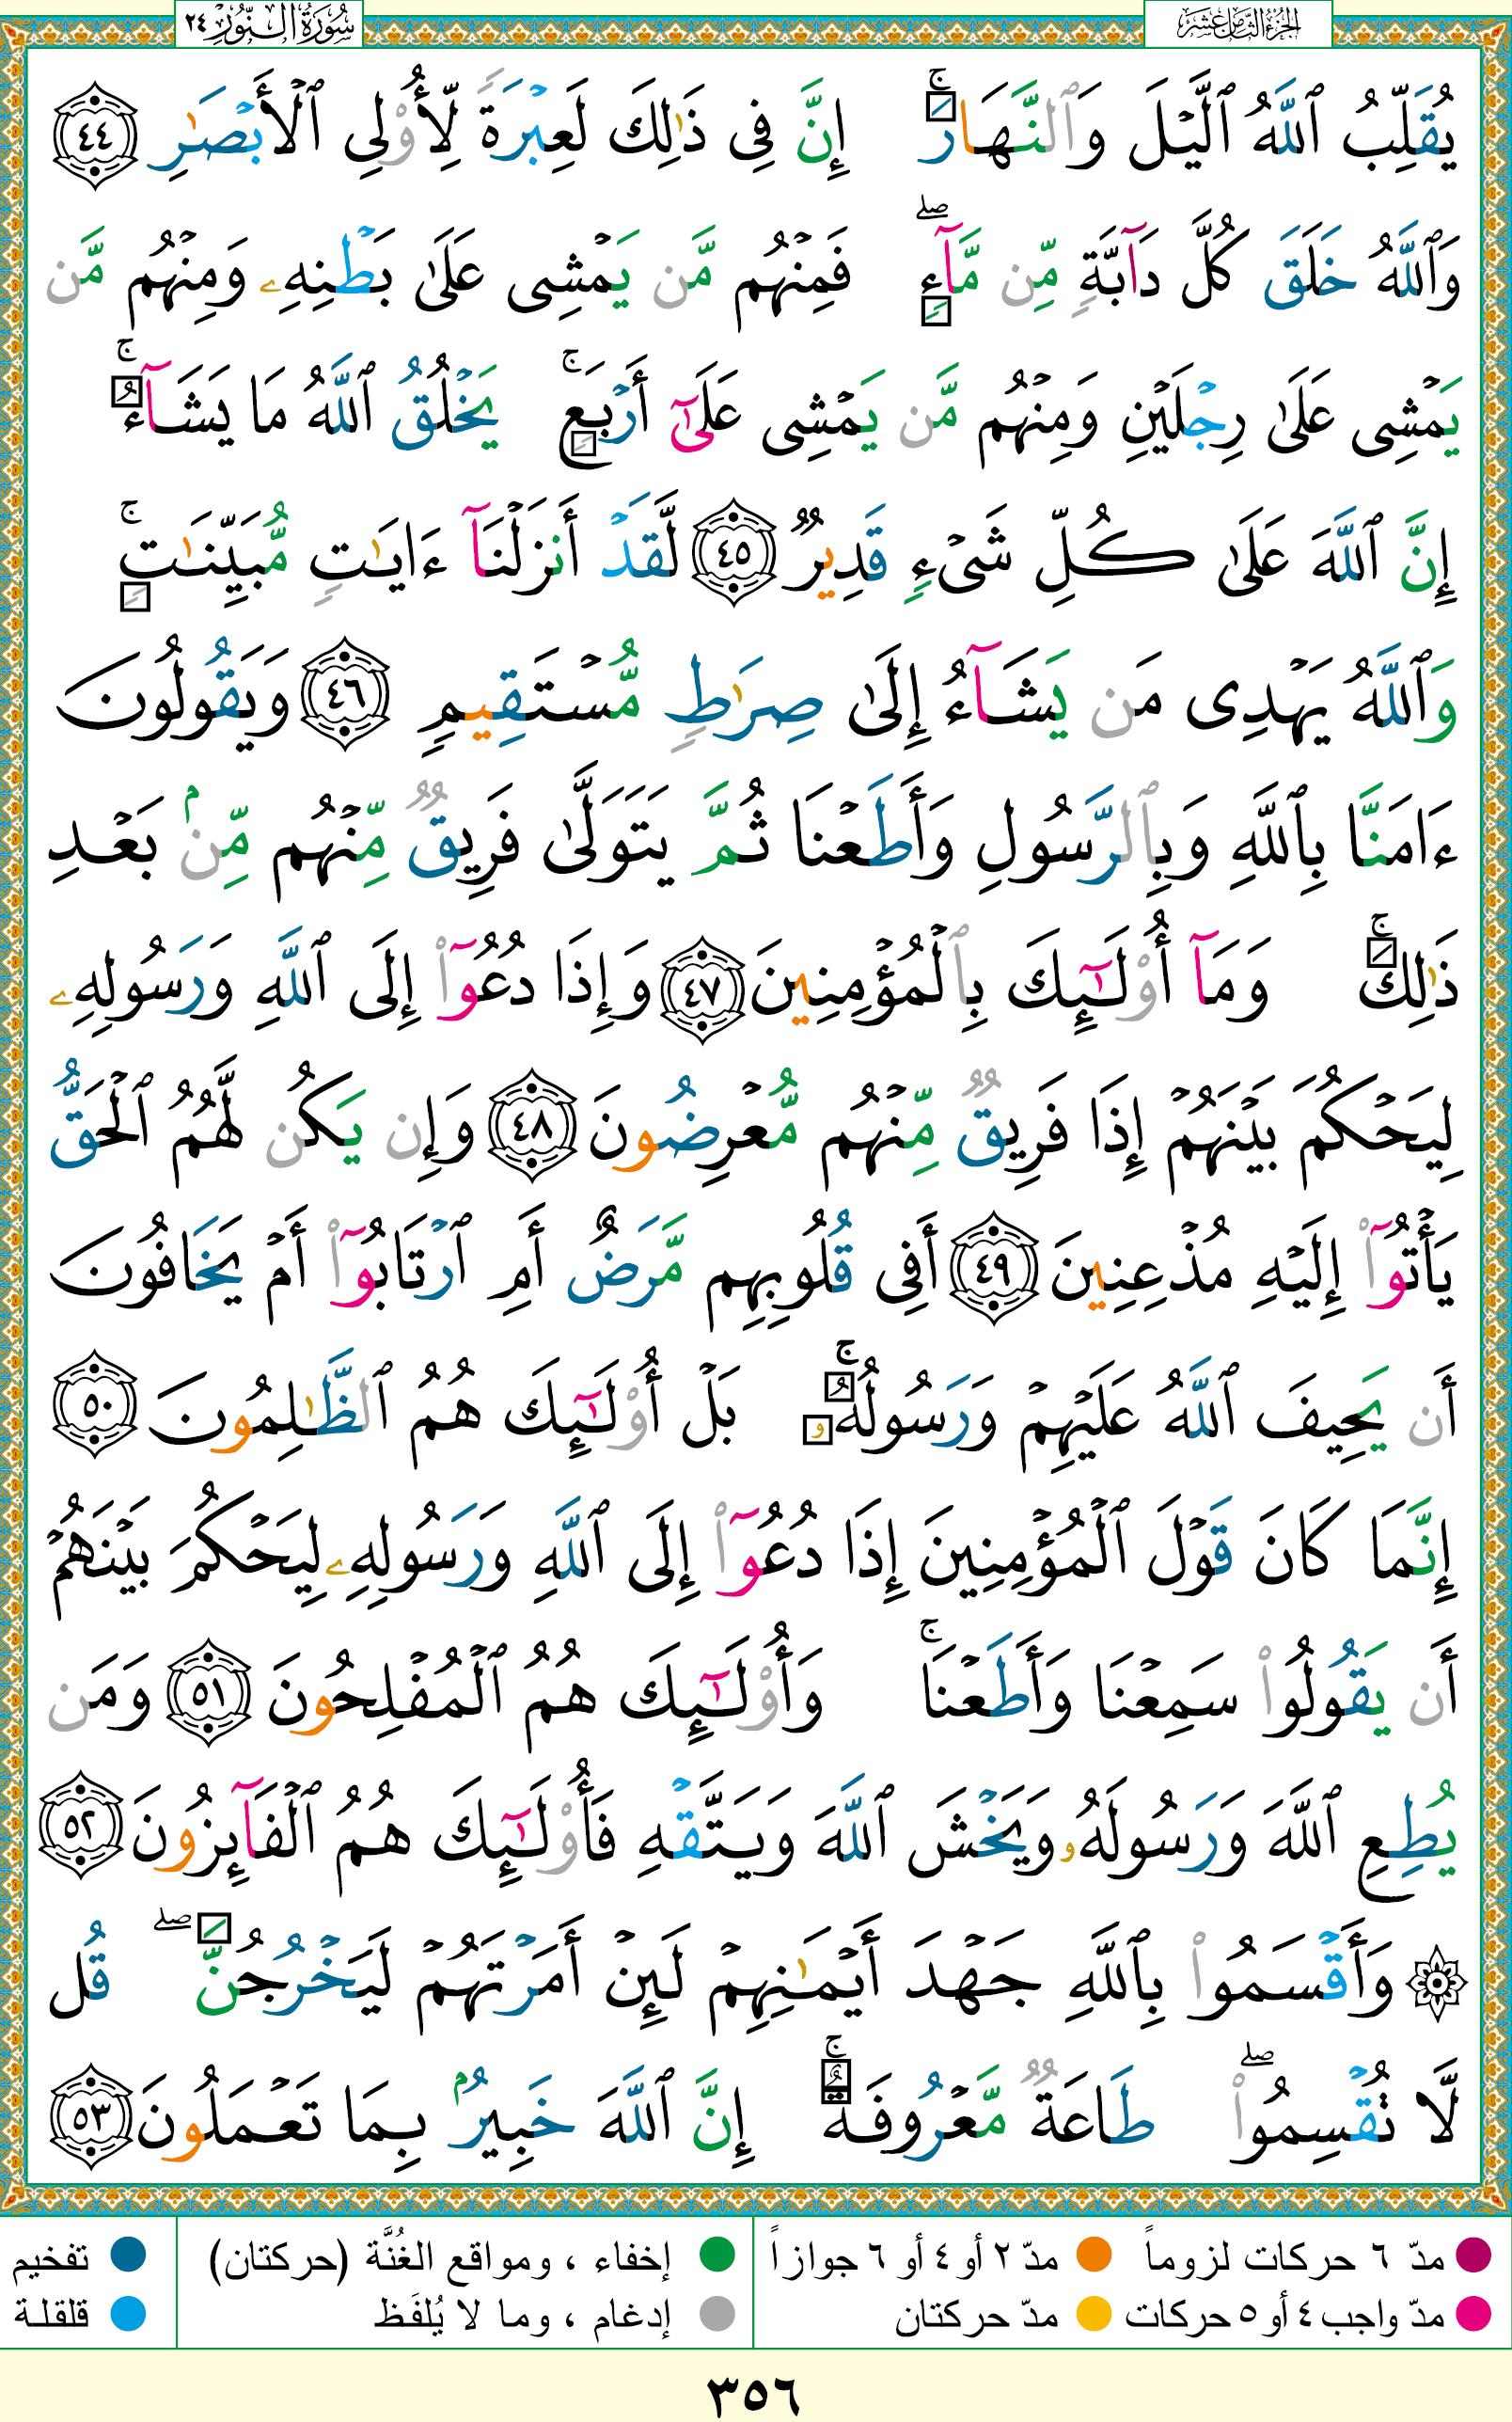 الجزء الثامن عشر
سورة النور ٢٤
يُقَلِّبُ ٱللَّهُ ٱلَّيْلَ وَٱلنَّهَارَ ۚ إِنَّ فِى ذَٰلِكَ لَعِبْرَةً لِّأُو۟لِى ٱلْأَبْصَـٰرِ ٤٤
وَٱللَّهُ خَلَقَ كُلَّ دَآبَّةٍ مِّن مَّآءٍ ۖ فَمِنْهُم مَّن يَمْشِى عَلَىٰ بَطْنِهِۦ وَمِنْهُم مَّن
يَمْشِى عَلَىٰ رِجْلَيْنِ وَمِنْهُم مَّن يَمْشِى عَلَىٰٓ أَرْبَعٍ ۚ يَخْلُقُ ٱللَّهُ مَا يَشَآءُ ۚ
إِنَّ ٱللَّهَ عَلَىٰ كُلِّ شَىْءٍ قَدِيرٌ ٤٥ لَّقَدْ أَنزَلْنَآ ءَايَـٰتٍ مُّبَيِّنَـٰتٍ ۚ
وَٱللَّهُ يَهْدِى مَن يَشَآءُ إِلَىٰ صِرَٰطٍ مُّسْتَقِيمٍ ٤٦ وَيَقُولُونَ
ءَامَنَّا بِٱللَّهِ وَبِٱلرَّسُولِ وَأَطَعْنَا ثُمَّ يَتَوَلَّىٰ فَرِيقٌ مِّنْهُم مِّنۢ بَعْدِ
ذَٰلِكَ ۚ وَمَآ أُو۟لَـٰٓئِكَ بِٱلْمُؤْمِنِينَ ٤٧ وَإِذَا دُعُوٓا۟ إِلَى ٱللَّهِ وَرَسُولِهِۦ
لِيَحْكُمَ بَيْنَهُمْ إِذَا فَرِيقٌ مِّنْهُم مُّعْرِضُونَ ٤٨ وَإِن يَكُن لَّهُمُ ٱلْحَقُّ
يَأْتُوٓا۟ إِلَيْهِ مُذْعِنِينَ ٤٩ أَفِى قُلُوبِهِم مَّرَضٌ أَمِ ٱرْتَابُوٓا۟ أَمْ يَخَافُونَ
أَن يَحِيفَ ٱللَّهُ عَلَيْهِمْ وَرَسُولُهُۥ ۚ بَلْ أُو۟لَـٰٓئِكَ هُمُ ٱلظَّـٰلِمُونَ ٥٠
إِنَّمَا كَانَ قَوْلَ ٱلْمُؤْمِنِينَ إِذَا دُعُوٓا۟ إِلَى ٱللَّهِ وَرَسُولِهِۦ لِيَحْكُمَ بَيْنَهُمْ
أَن يَقُولُوا۟ سَمِعْنَا وَأَطَعْنَا ۚ وَأُو۟لَـٰٓئِكَ هُمُ ٱلْمُفْلِحُونَ ٥١ وَمَن
يُطِعِ ٱللَّهَ وَرَسُولَهُۥ وَيَخْشَ ٱللَّهَ وَيَتَّقْهِ فَأُو۟لَـٰٓئِكَ هُمُ ٱلْفَآئِزُونَ ٥٢
۞ وَأَقْسَمُوا۟ بِٱللَّهِ جَهْدَ أَيْمَـٰنِهِمْ لَئِنْ أَمَرْتَهُمْ لَيَخْرُجُنَّ ۖ قُل
لَّا تُقْسِمُوا۟ ۖ طَاعَةٌ مَّعْرُوفَةٌ ۚ إِنَّ ٱللَّهَ خَبِيرٌۢ بِمَا تَعْمَلُونَ ٥٣
مدّ ٦ حركات لزوماً مدّ ٢ أو ٤ أو ٦ جوازاً إخفاء ، ومواقع الغُنَّة (حركتان) تفخيم
مدّ واجب ٤ أو ٥ حركات مدّ حركتان إدغام ، وما لا يُلفَظ قلقلة
٣٥٦